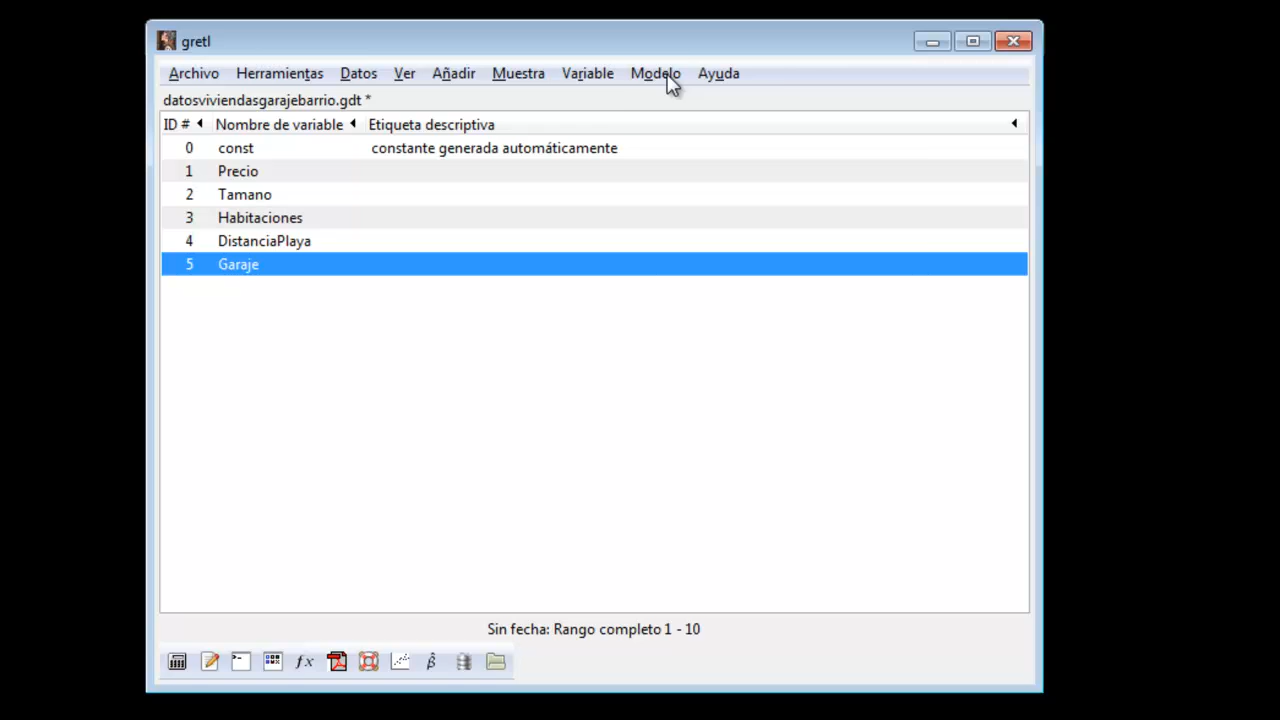 gretl
Archivo Herramientas Datos Ver Añadir Muestra Variable Modelo Ayuda
datosviviendasgarajebarrio.gdt *
ID # Nombre de variable Etiqueta descriptiva
0 const constante generada automáticamente
1 Precio
2 Tamano
3 Habitaciones
4 DistanciaPlaya
5 Garaje
Sin fecha: Rango completo 1 - 10
fx β̂